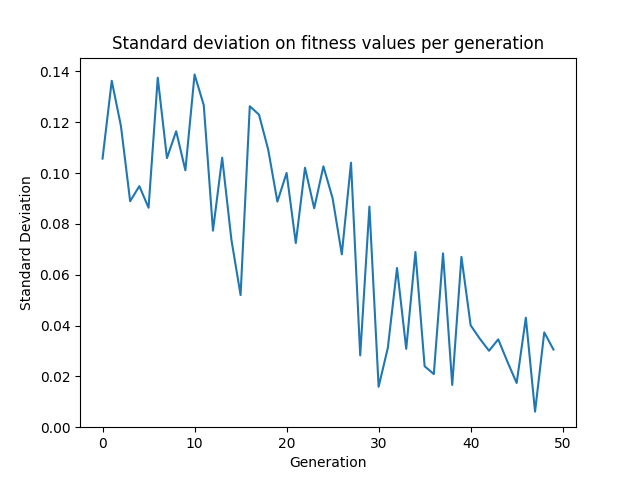 Standard deviation on fitness values per generation
0.14
0.12
0.10
0.08
0.06
0.04
0.02
0.00
Standard Deviation
0 10 20 30 40 50
Generation